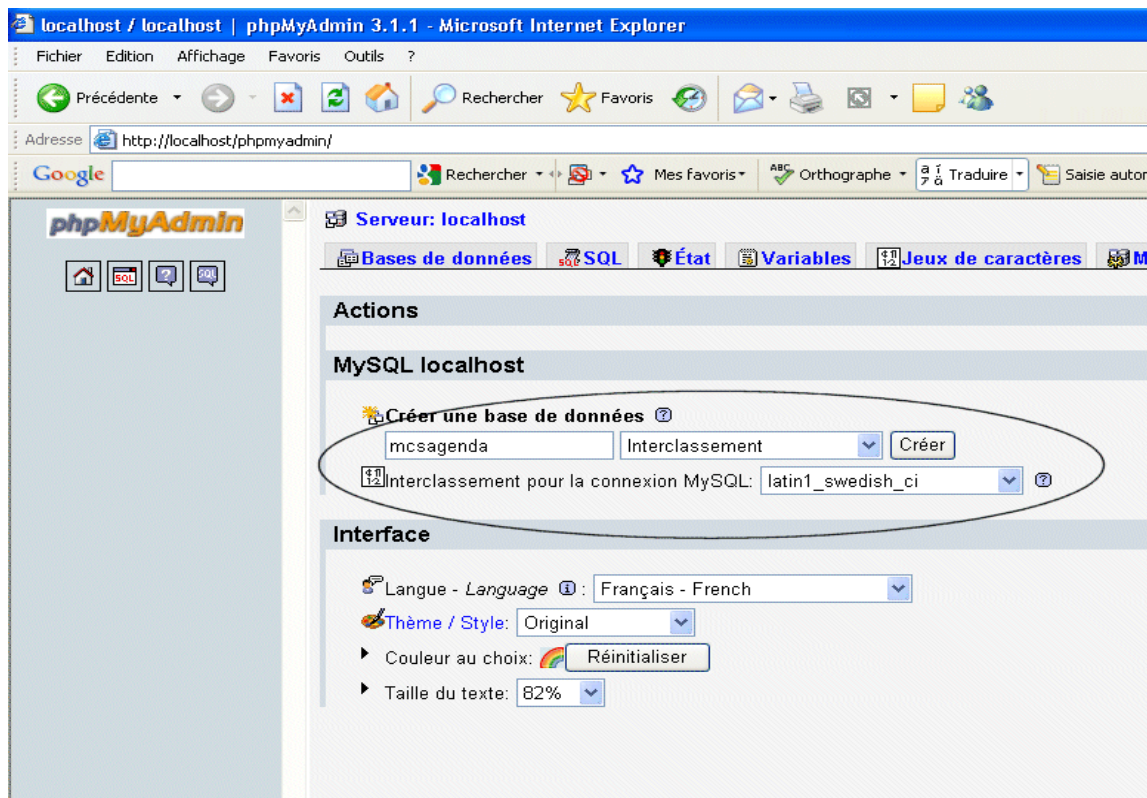 localhost / localhost | phpMyAdmin 3.1.1 - Microsoft Internet Explorer
Fichier Edition Affichage Favoris Outils ?
Précédente Rechercher Favoris
Adresse http://localhost/phpmyadmin/
Google Rechercher Mes favoris ABC Orthographe Traduire Saisie autor
phpMyAdmin
Serveur: localhost
Bases de données SQL État Variables Jeux de caractères M
SQL SQL
Actions
MySQL localhost
Créer une base de données
mcsagenda Interclassement Créer
Interclassement pour la connexion MySQL: latin1_swedish_ci
Interface
Langue - Language : Français - French
Thème / Style: Original
Couleur au choix: Réinitialiser
Taille du texte: 82%